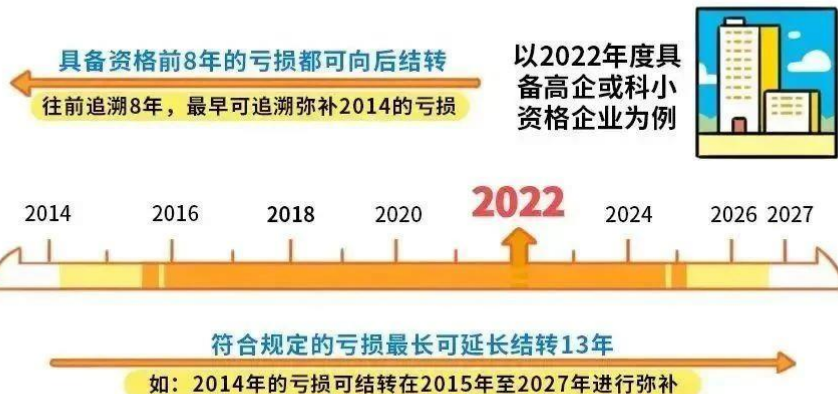 具备资格前8年的亏损都可向后结转
往前追溯8年，最早可追溯弥补2014的亏损
以2022年度具
备高企或科小
资格企业为例
2014 2016 2018 2020 2022 2024 2026 2027
符合规定的亏损最长可延长结转13年
如：2014年的亏损可结转在2015年至2027年进行弥补